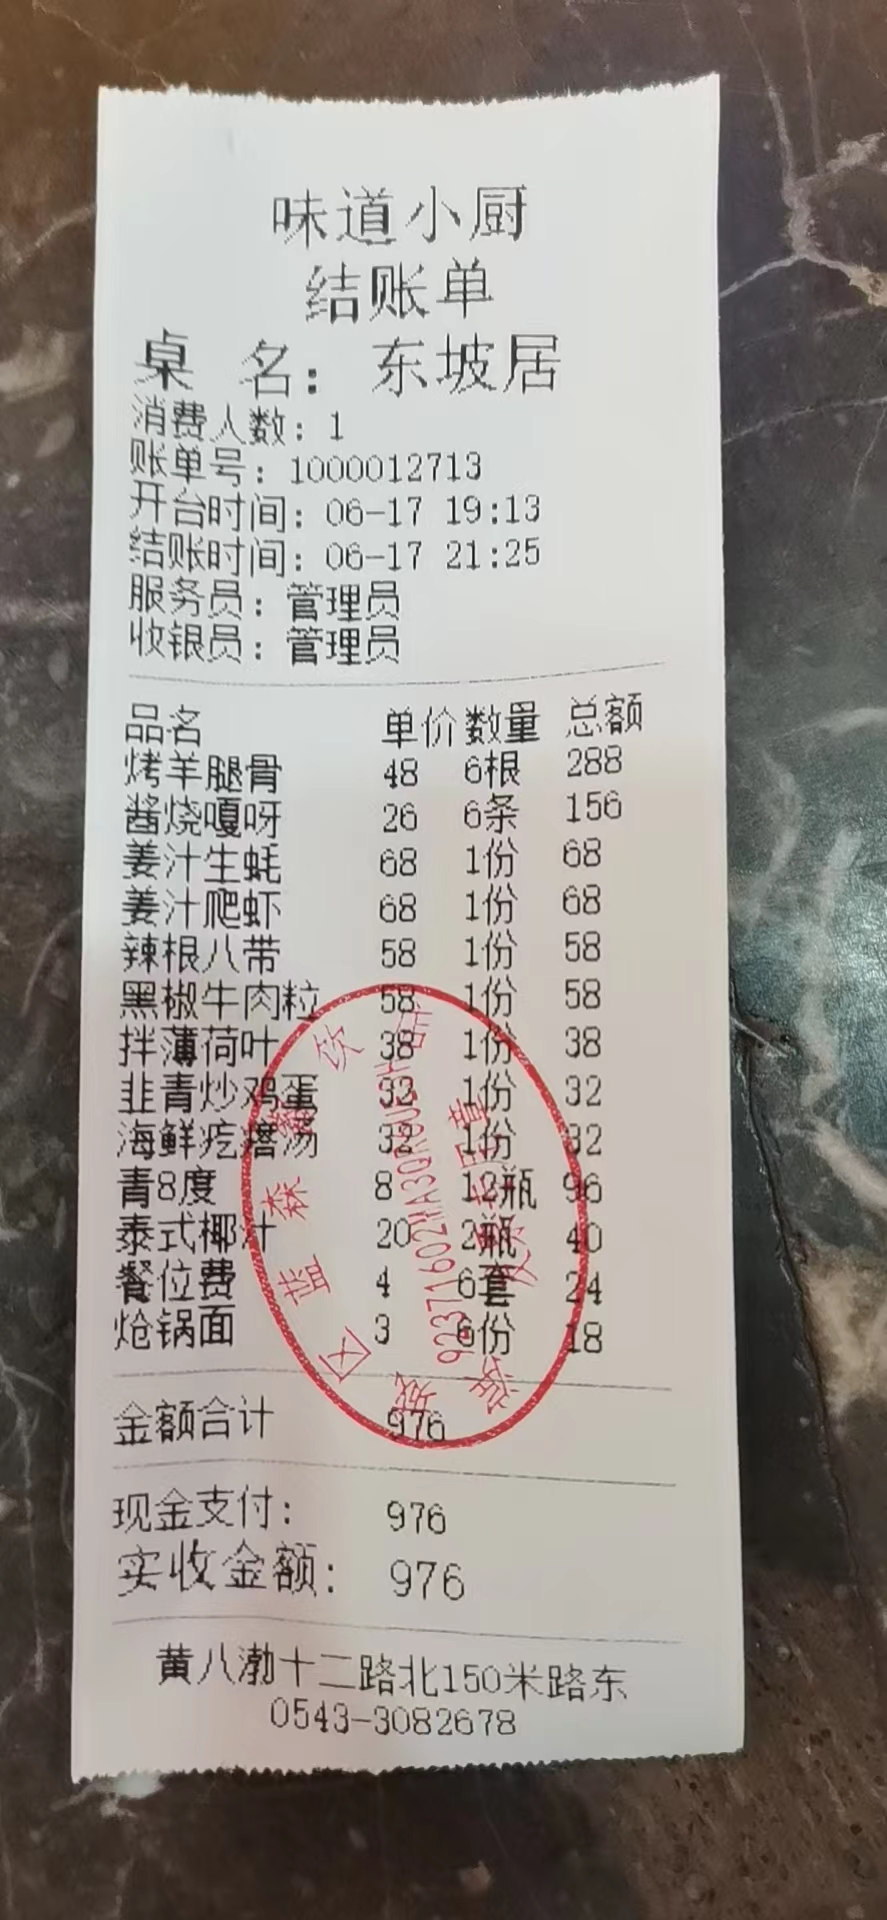 味道小厨
结账单
桌 名: 东坡居
消费人数: 1
账单号: 1000012713
开台时间: 06-17 19:13
结账时间: 06-17 21:25
服务员: 管理员
收银员: 管理员
品名 单价 数量 总额
烤羊腿骨 48 6根 288
酱烧嘎呀 26 6条 156
姜汁生蚝 68 1份 68
姜汁爬虾 68 1份 68
辣根八带 58 1份 58
黑椒牛肉粒 58 1份 58
拌薄荷叶 38 1份 38
韭青炒鸡蛋 32 1份 32
海鲜疙瘩汤 32 1份 32
青8度 8 12瓶 96
泰式椰汁 20 2瓶 40
餐位费 4 6套 24
炝锅面 3 6份 18
金额合计 976
现金支付: 976
实收金额: 976
黄八渤十二路北150米路东
0543-3082678